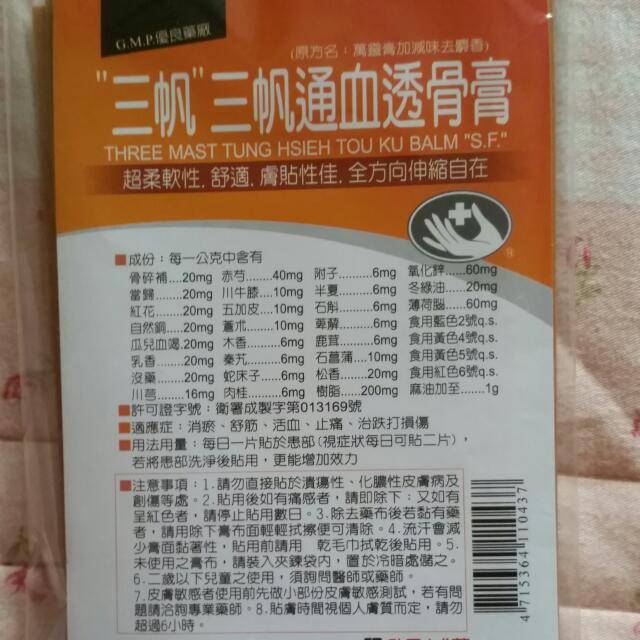 G.M.P.優良藥廠
(原方名：萬靈膏加減味去麝香)
"三帆"三帆通血透骨膏
THREE MAST TUNG HSIEH TOU KU BALM "S.F."
超柔軟性, 舒適, 膚貼性佳, 全方向伸縮自在
®
■成份：每一公克中含有
骨碎補....20mg 赤芍.......40mg 附子..........6mg 氧化鋅.....60mg
當歸........20mg 川牛膝....10mg 半夏..........6mg 冬綠油.....20mg
紅花........20mg 五加皮....10mg 石斛..........6mg 薄荷腦.....60mg
自然銅....20mg 蒼朮........10mg 萆薢..........6mg 食用藍色2號q.s.
瓜兒血竭.20mg 木香..........6mg 鹿茸..........6mg 食用黃色4號q.s.
乳香........20mg 秦艽..........6mg 石菖蒲....10mg 食用黃色5號q.s.
沒藥........20mg 蛇床子......6mg 松香........20mg 食用紅色6號q.s.
川芎........16mg 肉桂..........6mg 樹脂......200mg 麻油加至......1g
■許可證字號：衛署成製字第013169號
■適應症：消瘀、舒筋、活血、止痛、治跌打損傷
■用法用量：每日一片貼於患部(視症狀每日可貼二片)，
若將患部洗淨後貼用，更能增加效力
■注意事項：1.請勿直接貼於潰瘍性、化膿性皮膚病及
創傷等處。2.貼用後如有痛感者，請即除下：又如有
呈紅色者，請停止貼用數日。3.除去藥布後若黏有藥
者，請用除下膏布面輕輕拭擦便可清除。4.流汗會減
少膏面黏著性，貼用前請用 乾毛巾拭乾後貼用。5.
未使用之膏布，請裝入夾鍊袋內，置於冷暗處儲之。
6.二歲以下兒童之使用，須詢問醫師或藥師。
7.皮膚敏感者使用前先做小部份皮膚敏感測試，若有問
題請洽詢專業藥師。8.貼膚時間視個人膚質而定，請勿
超過6小時。
4 715364 110437